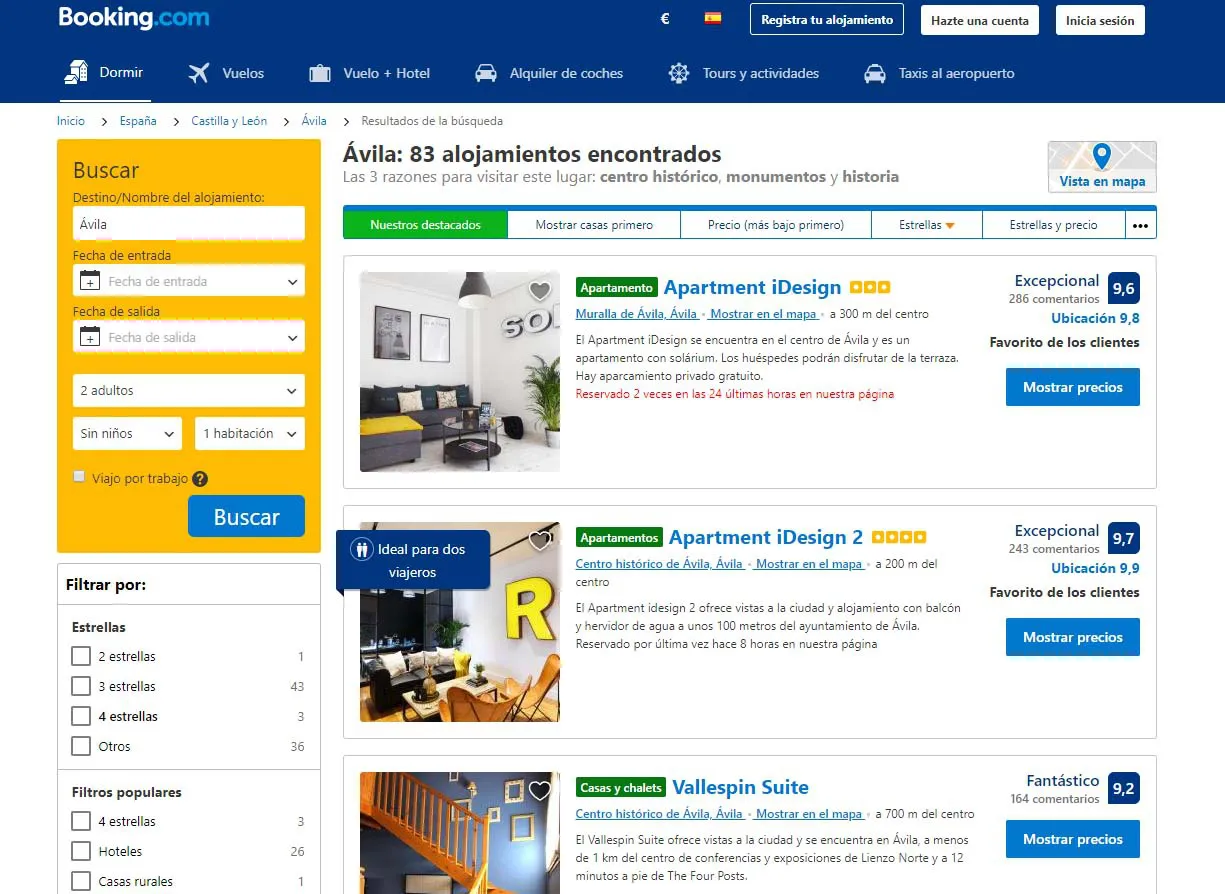 Booking.com
€
Registra tu alojamiento
Hazte una cuenta
Inicia sesión
Dormir
Vuelos
Vuelo + Hotel
Alquiler de coches
Tours y actividades
Taxis al aeropuerto
Inicio > España > Castilla y León > Ávila > Resultados de la búsqueda
Buscar
Destino/Nombre del alojamiento:
Ávila
Fecha de entrada
Fecha de entrada
Fecha de salida
Fecha de salida
2 adultos
Sin niños
1 habitación
Viajo por trabajo ?
Buscar
Filtrar por:
Estrellas
2 estrellas 1
3 estrellas 43
4 estrellas 3
Otros 36
Filtros populares
4 estrellas 3
Hoteles 26
Casas rurales 1
Ávila: 83 alojamientos encontrados
Las 3 razones para visitar este lugar: centro histórico, monumentos y historia
Vista en mapa
Nuestros destacados
Mostrar casas primero
Precio (más bajo primero)
Estrellas
Estrellas y precio
•••
SOL
Apartamento Apartment iDesign
Muralla de Ávila, Ávila • Mostrar en el mapa • a 300 m del centro
El Apartment iDesign se encuentra en el centro de Ávila y es un
apartamento con solárium. Los huéspedes podrán disfrutar de la terraza.
Hay aparcamiento privado gratuito.
Reservado 2 veces en las 24 últimas horas en nuestra página
Excepcional 9,6
286 comentarios
Ubicación 9,8
Favorito de los clientes
Mostrar precios
Ideal para dos
viajeros
R
Apartamentos Apartment iDesign 2
Centro histórico de Ávila, Ávila • Mostrar en el mapa • a 200 m del
centro
El Apartment idesign 2 ofrece vistas a la ciudad y alojamiento con balcón
y hervidor de agua a unos 100 metros del ayuntamiento de Ávila.
Reservado por última vez hace 8 horas en nuestra página
Excepcional 9,7
243 comentarios
Ubicación 9,9
Favorito de los clientes
Mostrar precios
Casas y chalets Vallespin Suite
Centro histórico de Ávila, Ávila • Mostrar en el mapa • a 700 m del centro
El Vallespin Suite ofrece vistas a la ciudad y se encuentra en Ávila, a menos
de 1 km del centro de conferencias y exposiciones de Lienzo Norte y a 12
minutos a pie de The Four Posts.
Fantástico 9,2
164 comentarios
Mostrar precios